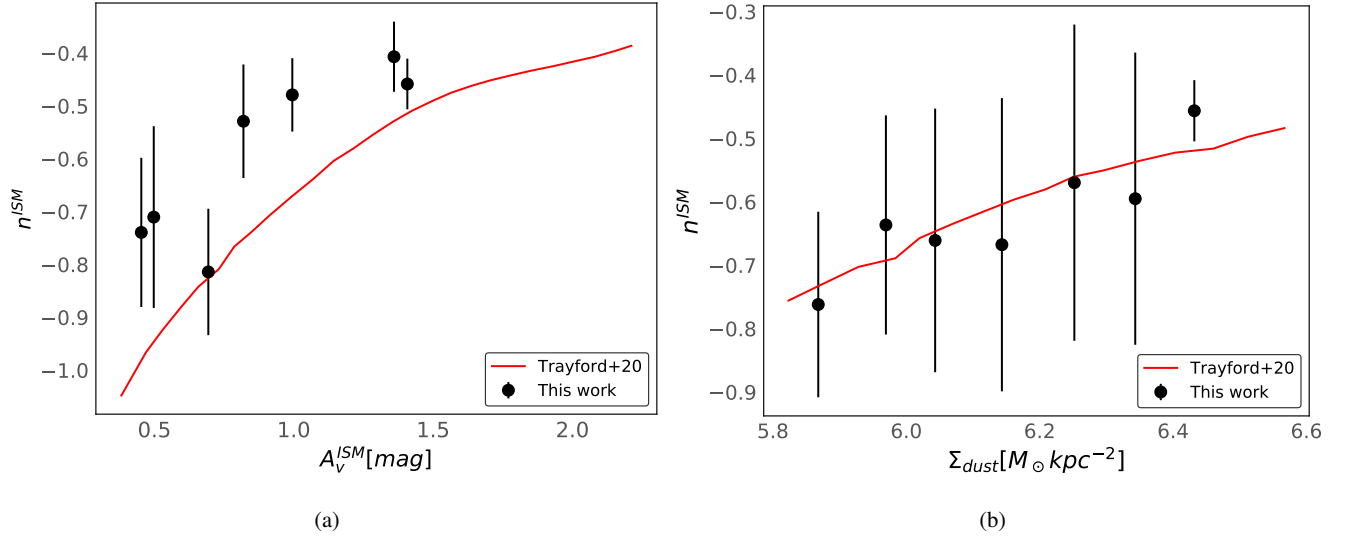 −0.4
−0.5
−0.6
−0.7
−0.8
−0.9
−1.0
n^{ISM}
0.5 1.0 1.5 2.0
A_v^{ISM}[mag]
Trayford+20
This work
(a)
−0.3
−0.4
−0.5
−0.6
−0.7
−0.8
−0.9
n^{ISM}
5.8 6.0 6.2 6.4 6.6
Σ_{dust}[M_⊙ kpc^{−2}]
Trayford+20
This work
(b)